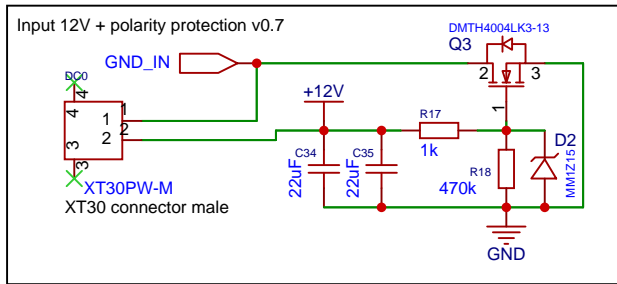 Input 12V + polarity protection v0.7
DMTH4004LK3-13
Q3
GND_IN
2
3
1
DC0
4
4
1
1
2
2
3
3
+12V
R17
1k
C34
22uF
C35
22uF
R18
470k
D2
MM1Z15
XT30PW-M
XT30 connector male
GND